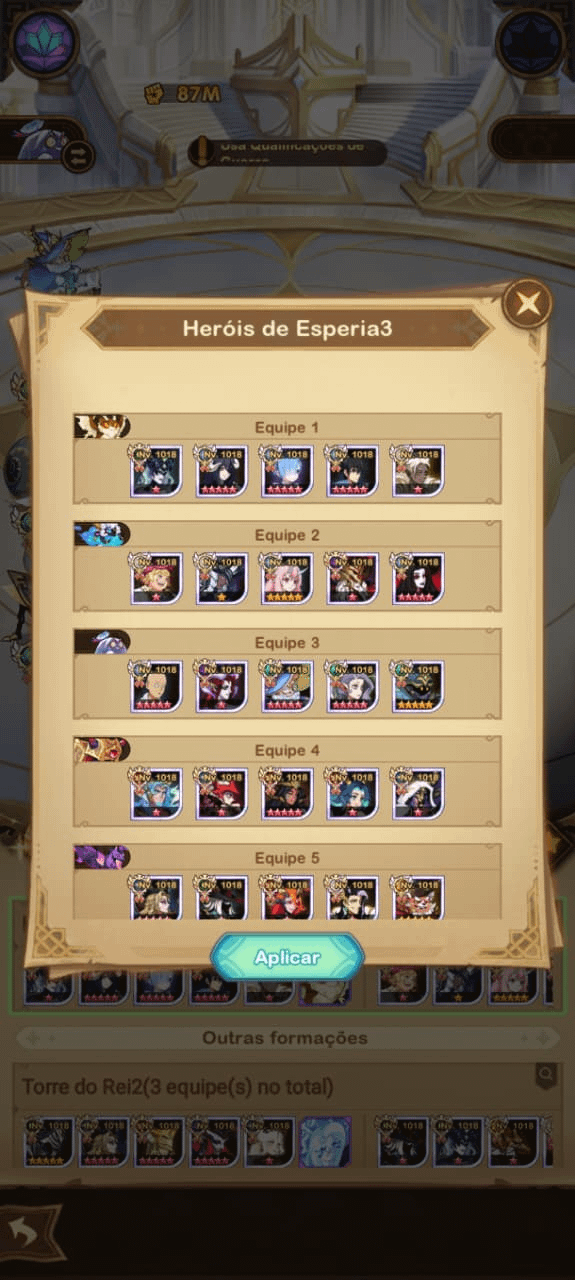 87M
Usa Qualificações de
Heróis de Esperia3
Equipe 1
Nv. 1018 Nv. 1018 Nv. 1018 Nv. 1018 Nv. 1018
Equipe 2
Nv. 1018 Nv. 1018 Nv. 1018 Nv. 1018 Nv. 1018
Equipe 3
Nv. 1018 Nv. 1018 Nv. 1018 Nv. 1018 Nv. 1018
Equipe 4
Nv. 1018 Nv. 1018 Nv. 1018 Nv. 1018 Nv. 1018
Equipe 5
Nv. 1018 Nv. 1018 Nv. 1018 Nv. 1018 Nv. 1018
Aplicar
Outras formações
Torre do Rei2(3 equipe(s) no total)
Nv. 1018 Nv. 1018 Nv. 1018 Nv. 1018 Nv. 1018 Nv. 1018 Nv. 1018 Nv. 1018